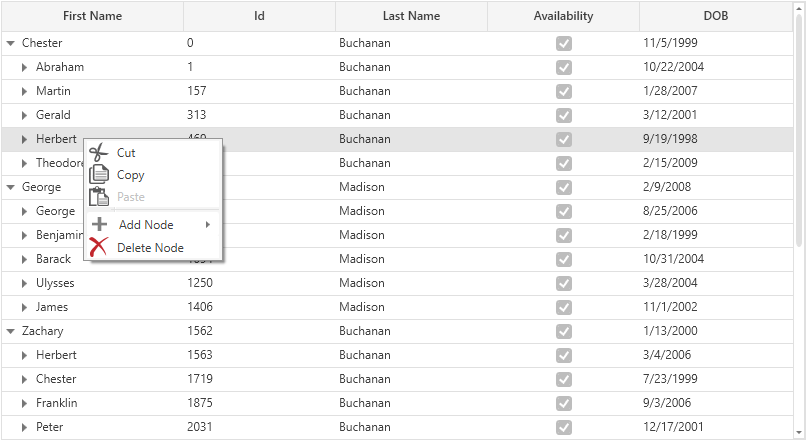 First Name Id Last Name Availability DOB
Chester 0 Buchanan 11/5/1999
Abraham 1 Buchanan 10/22/2004
Martin 157 Buchanan 1/28/2007
Gerald 313 Buchanan 3/12/2001
Herbert 469 Buchanan 9/19/1998
Cut
Theodore Buchanan 2/15/2009
Copy
George Madison 2/9/2008
Paste
George Madison 8/25/2006
Add Node
Benjamin Madison 2/18/1999
Delete Node
Barack Madison 10/31/2004
Ulysses 1250 Madison 3/28/2004
James 1406 Madison 11/1/2002
Zachary 1562 Buchanan 1/13/2000
Herbert 1563 Buchanan 3/4/2006
Chester 1719 Buchanan 7/23/1999
Franklin 1875 Buchanan 9/3/2006
Peter 2031 Buchanan 12/17/2001